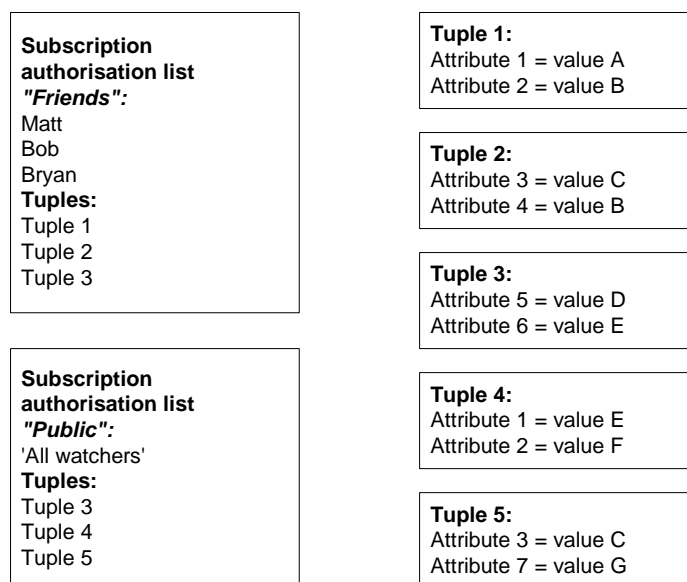 Subscription
authorisation list
"Friends":
Matt
Bob
Bryan
Tuples:
Tuple 1
Tuple 2
Tuple 3
Subscription
authorisation list
"Public":
'All watchers'
Tuples:
Tuple 3
Tuple 4
Tuple 5
Tuple 1:
Attribute 1 = value A
Attribute 2 = value B
Tuple 2:
Attribute 3 = value C
Attribute 4 = value B
Tuple 3:
Attribute 5 = value D
Attribute 6 = value E
Tuple 4:
Attribute 1 = value E
Attribute 2 = value F
Tuple 5:
Attribute 3 = value C
Attribute 7 = value G